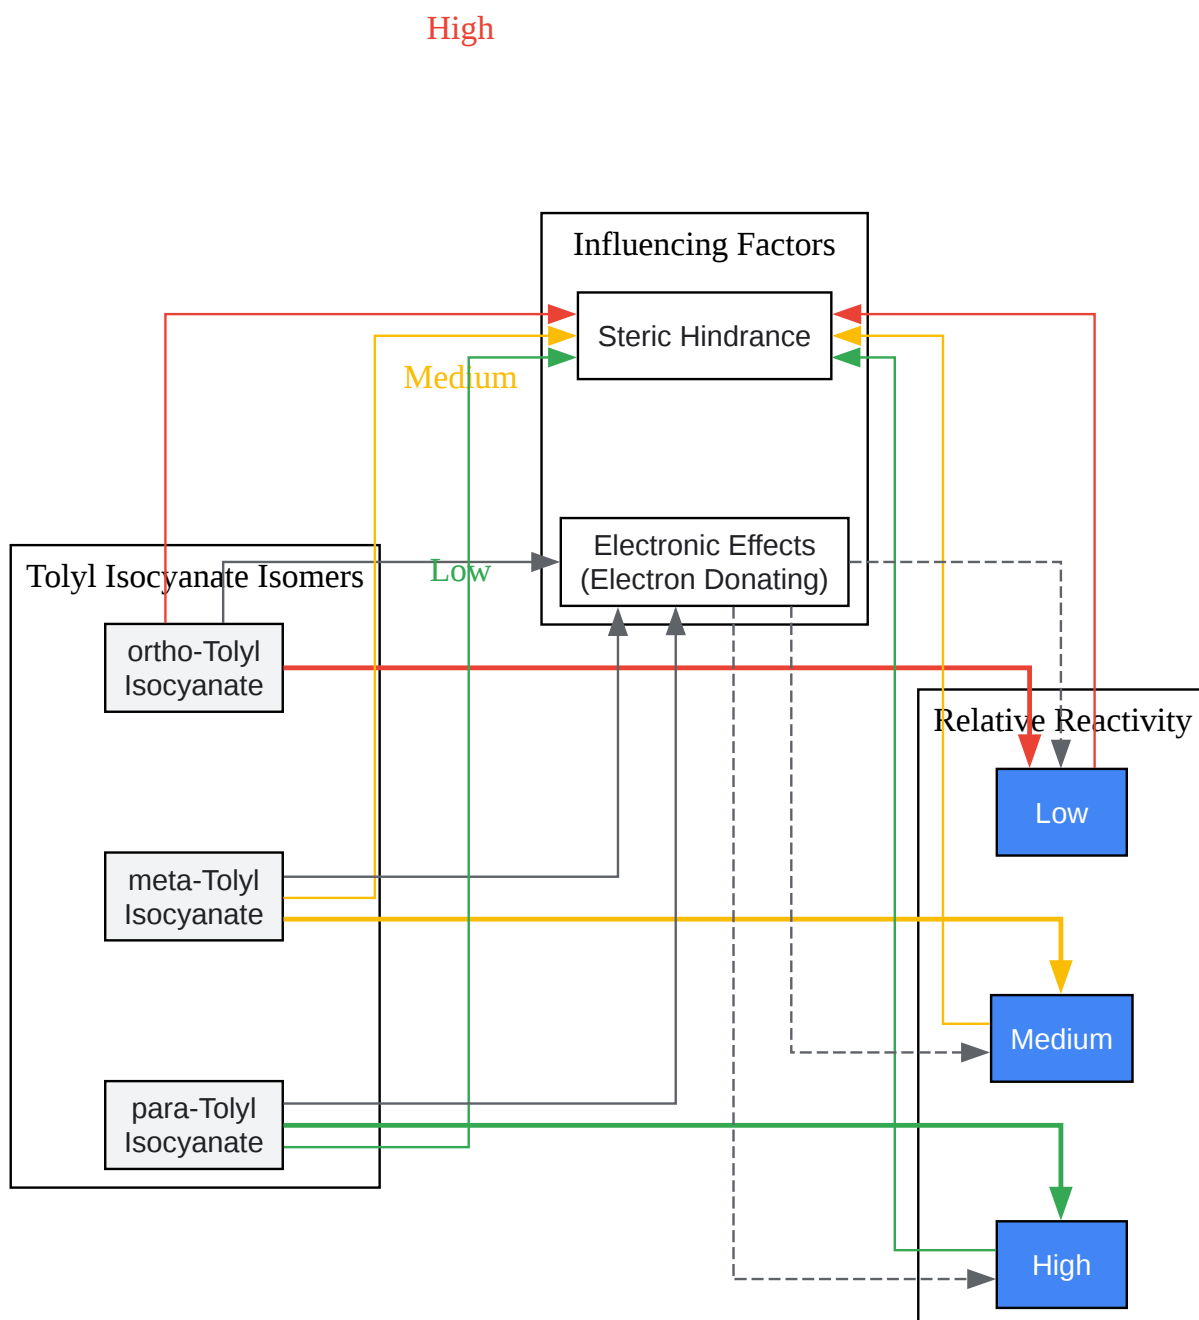 High
Influencing Factors
Steric Hindrance
Medium
Electronic Effects
(Electron Donating)
Low
Tolyl Isocyanate Isomers
ortho-Tolyl
Isocyanate
Relative Reactivity
Low
meta-Tolyl
Isocyanate
Medium
para-Tolyl
Isocyanate
High